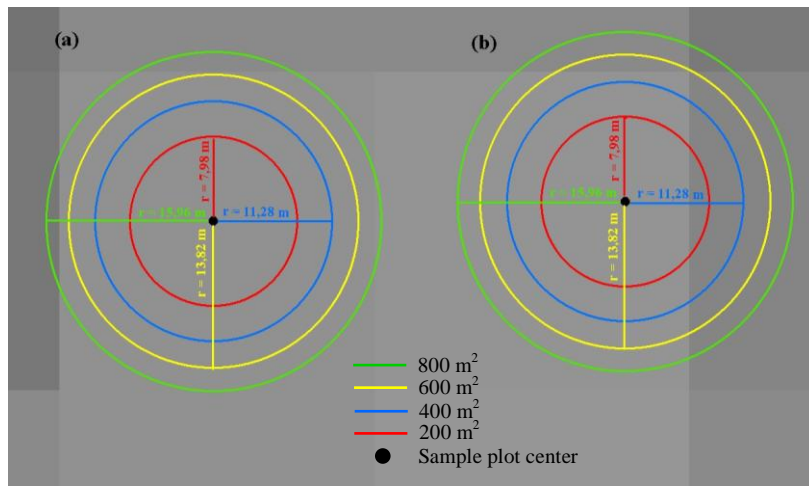 (a)
r = 7,98 m
r = 15,96 m
r = 11,28 m
r = 13,82 m
(b)
r = 7,98 m
r = 15,96 m
r = 11,28 m
r = 13,82 m
800 m²
600 m²
400 m²
200 m²
Sample plot center